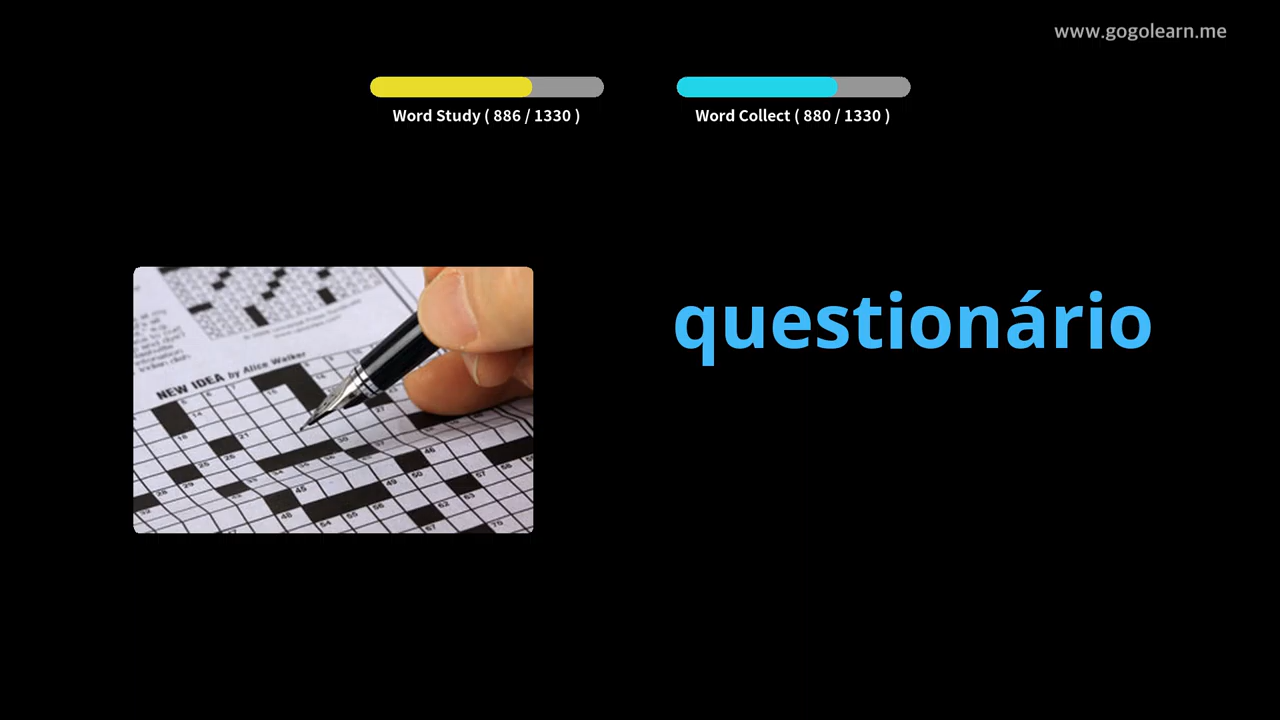 www.gogolearn.me
Word Study ( 886 / 1330 )
Word Collect ( 880 / 1330 )
questionário
NEW IDEA by Alice Walker